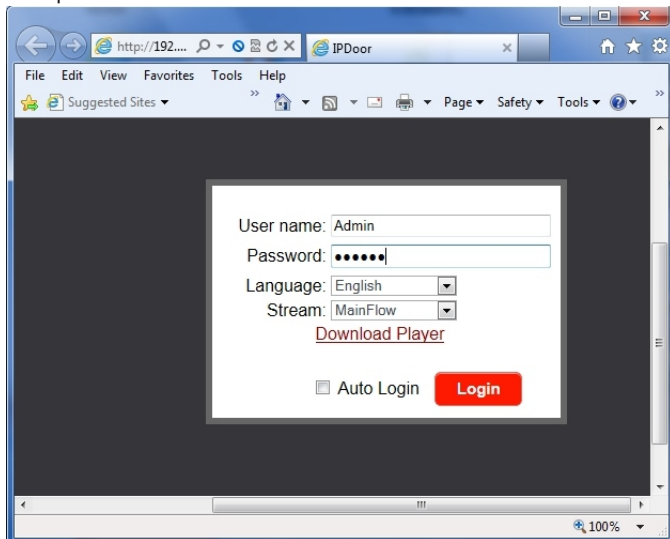 http://192....
IPDoor
File Edit View Favorites Tools Help
Suggested Sites
Page Safety Tools
User name: Admin
Password: ••••••
Language: English
Stream: MainFlow
Download Player
Auto Login Login
100%